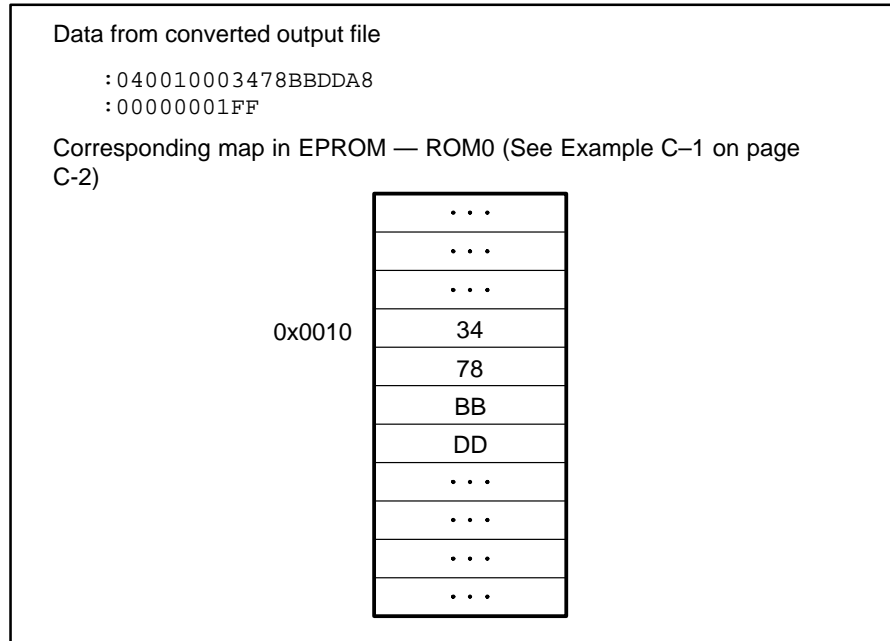 Data from converted output file
:040010003478BBDDA8
:00000001FF
Corresponding map in EPROM — ROM0 (See Example C–1 on page
C-2)
. . .
. . .
. . .
0x0010 34
78
BB
DD
. . .
. . .
. . .
. . .